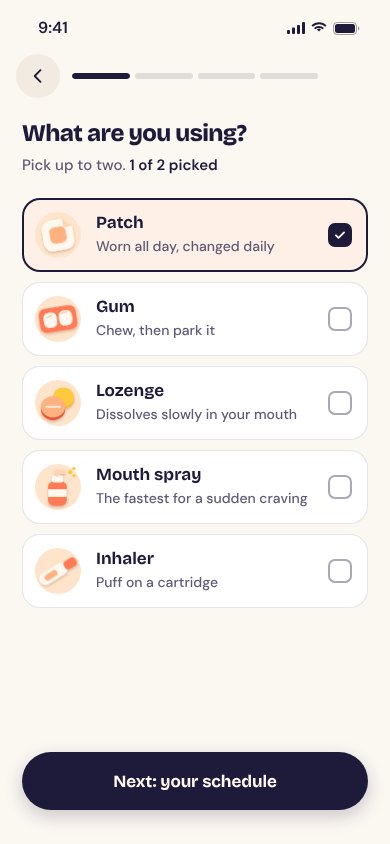 9:41
What are you using?
Pick up to two. 1 of 2 picked
Patch
Worn all day, changed daily
Gum
Chew, then park it
Lozenge
Dissolves slowly in your mouth
Mouth spray
The fastest for a sudden craving
Inhaler
Puff on a cartridge
Next: your schedule